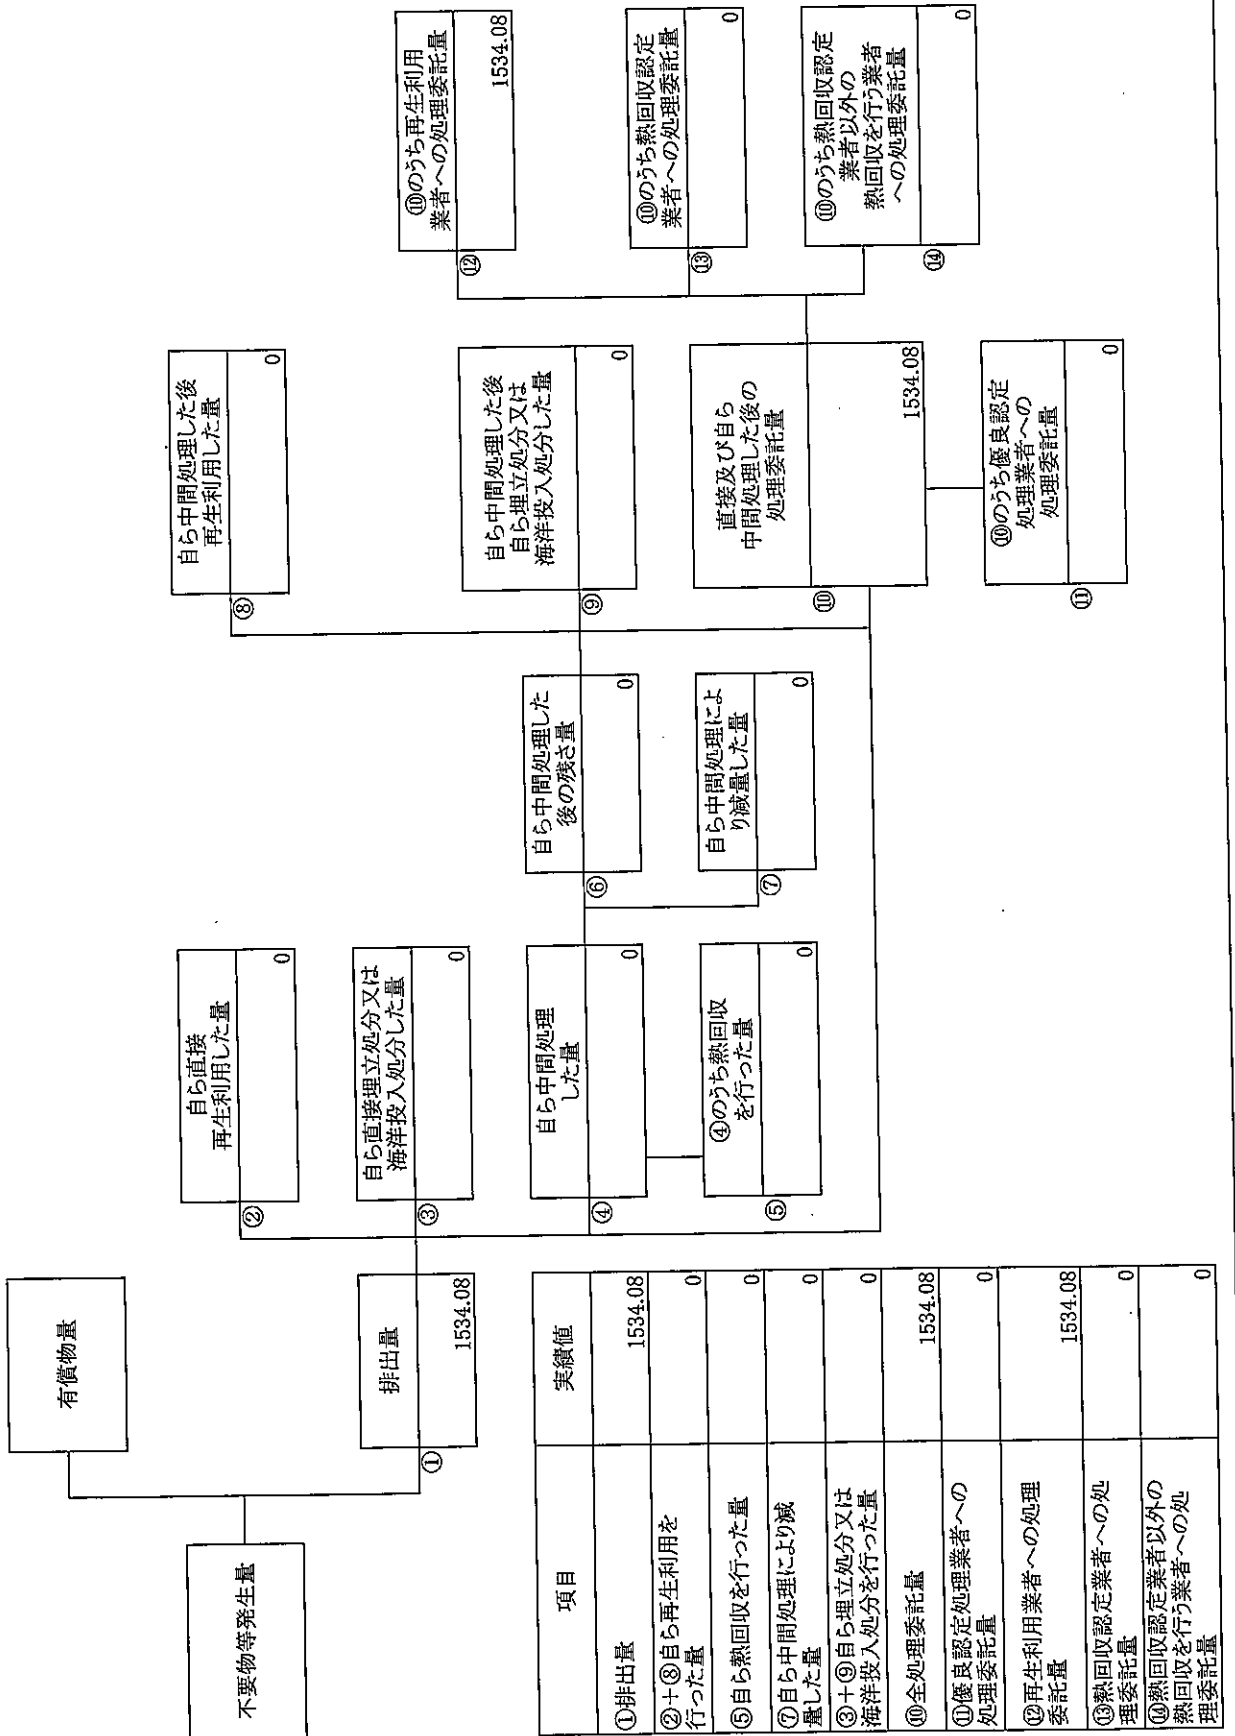 有償物量
不要物等発生量
排出量
①
1534.08
自ら直接
再生利用した量
②
0
自ら直接埋立処分又は
海洋投入処分した量
③
0
自ら中間処理
した量
④
0
④のうち熱回収
を行った量
⑤
0
自ら中間処理した
後の残さ量
⑥
0
自ら中間処理によ
り減量した量
⑦
0
自ら中間処理した後
再生利用した量
⑧
0
自ら中間処理した後
自ら埋立処分又は
海洋投入処分した量
⑨
0
直接及び自ら
中間処理した後の
処理委託量
⑩
1534.08
⑩のうち優良認定
処理業者への
処理委託量
⑪
0
⑩のうち再生利用
業者への処理委託量
⑫
1534.08
⑩のうち熱回収認定
業者への処理委託量
⑬
0
⑩のうち熱回収認定
業者以外の
熱回収を行う業者
への処理委託量
⑭
0
項目 実績値
①排出量 1534.08
②+⑧自ら再生利用を
行った量 0
⑤自ら熱回収を行った量 0
⑦自ら中間処理により減
量した量 0
③+⑨自ら埋立処分又は
海洋投入処分を行った量 0
⑩全処理委託量 1534.08
⑪優良認定処理業者への
処理委託量 0
⑫再生利用業者への処理
委託量 1534.08
⑬熱回収認定業者への処
理委託量 0
⑭熱回収認定業者以外の
熱回収を行う業者への処
理委託量 0